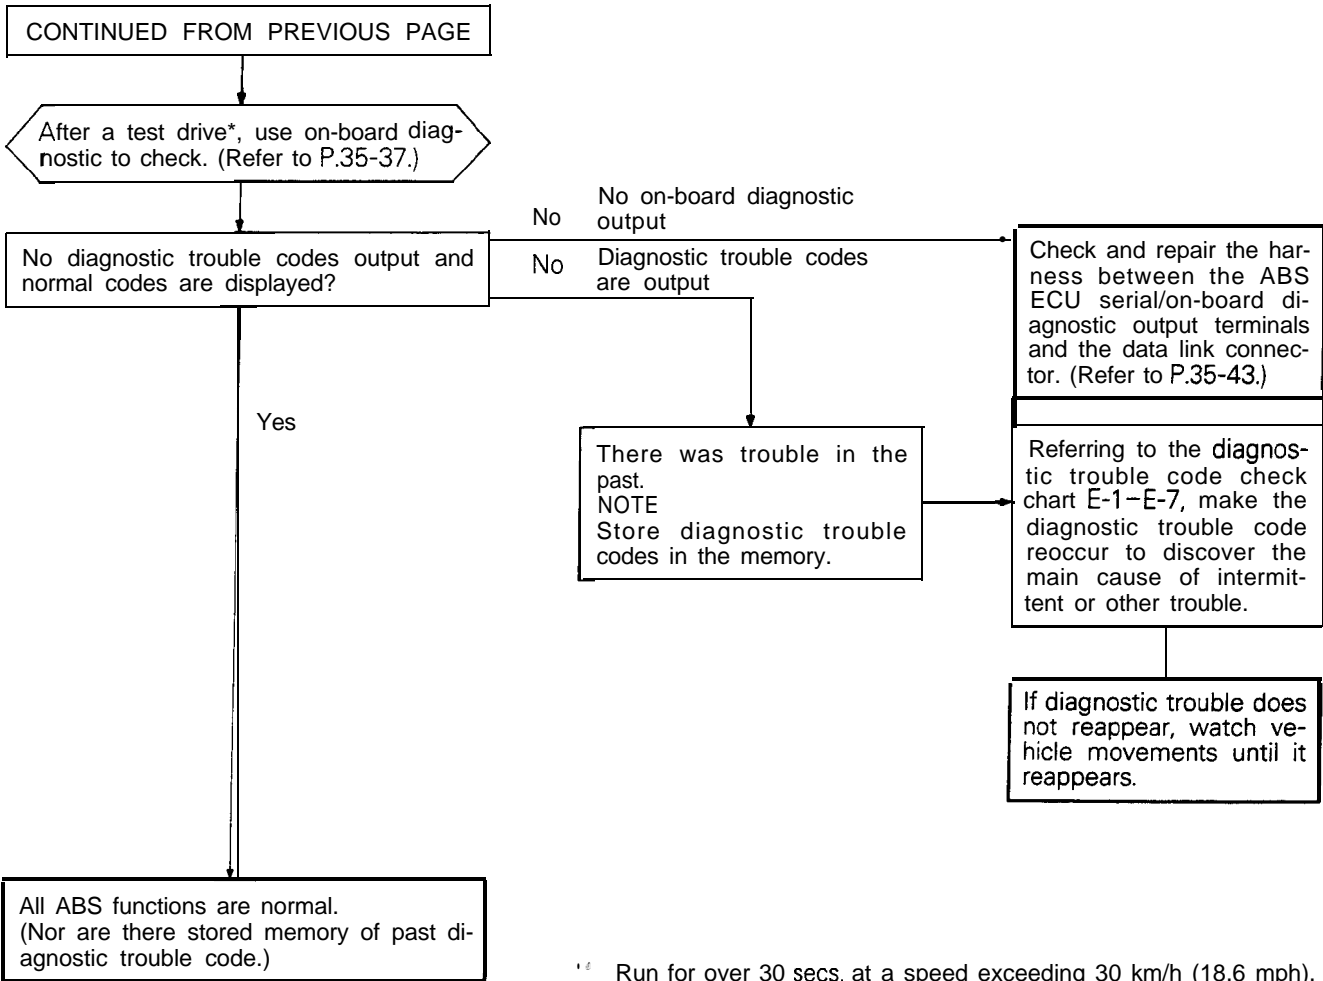 CONTINUED FROM PREVIOUS PAGE
After a test drive*, use on-board diag-
nostic to check. (Refer to P.35-37.)
No diagnostic trouble codes output and
normal codes are displayed?
No
No on-board diagnostic
output
No
Diagnostic trouble codes
are output
Check and repair the har-
ness between the ABS
ECU serial/on-board di-
agnostic output terminals
and the data link connec-
tor. (Refer to P.35-43.)
Yes
There was trouble in the
past.
NOTE
Store diagnostic trouble
codes in the memory.
Referring to the diagnos-
tic trouble code check
chart E-1–E-7, make the
diagnostic trouble code
reoccur to discover the
main cause of intermit-
tent or other trouble.
If diagnostic trouble does
not reappear, watch ve-
hicle movements until it
reappears.
All ABS functions are normal.
(Nor are there stored memory of past di-
agnostic trouble code.)
Run for over 30 secs. at a speed exceeding 30 km/h (18.6 mph).